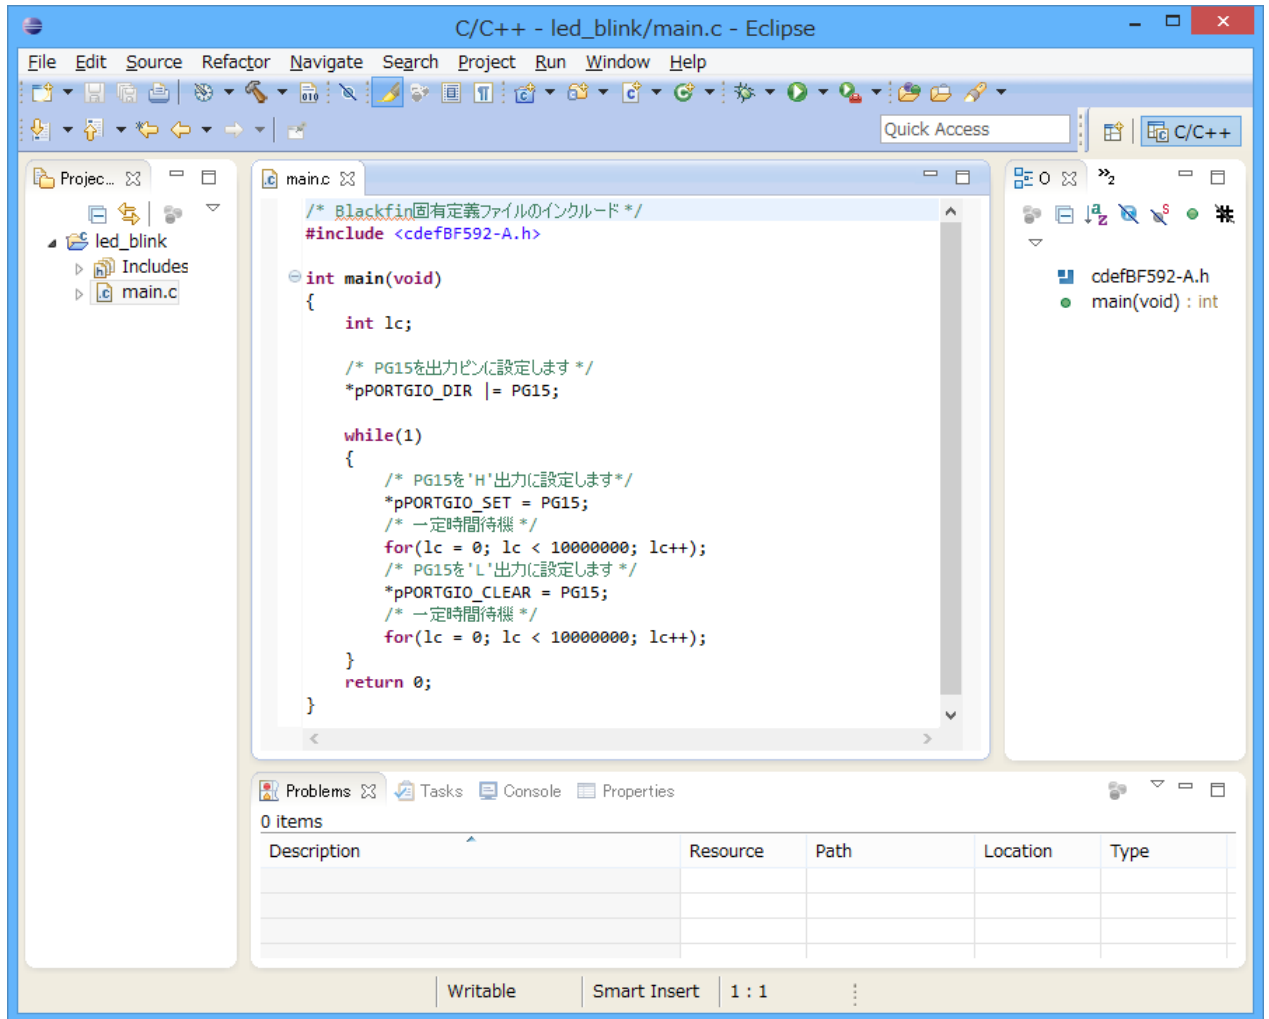 C/C++ - led_blink/main.c - Eclipse
File Edit Source Refactor Navigate Search Project Run Window Help
Quick Access
C/C++
Projec...
led_blink
Includes
main.c
main.c
/* Blackfin固有定義ファイルのインクルード */
#include <cdefBF592-A.h>
int main(void)
{
int lc;
/* PG15を出力ピンに設定します */
*pPORTGIO_DIR |= PG15;
while(1)
{
/* PG15を'H'出力に設定します*/
*pPORTGIO_SET = PG15;
/* 一定時間待機 */
for(lc = 0; lc < 10000000; lc++);
/* PG15を'L'出力に設定します */
*pPORTGIO_CLEAR = PG15;
/* 一定時間待機 */
for(lc = 0; lc < 10000000; lc++);
}
return 0;
}
O »2
cdefBF592-A.h
main(void) : int
Problems Tasks Console Properties
0 items
Description Resource Path Location Type
Writable Smart Insert 1 : 1